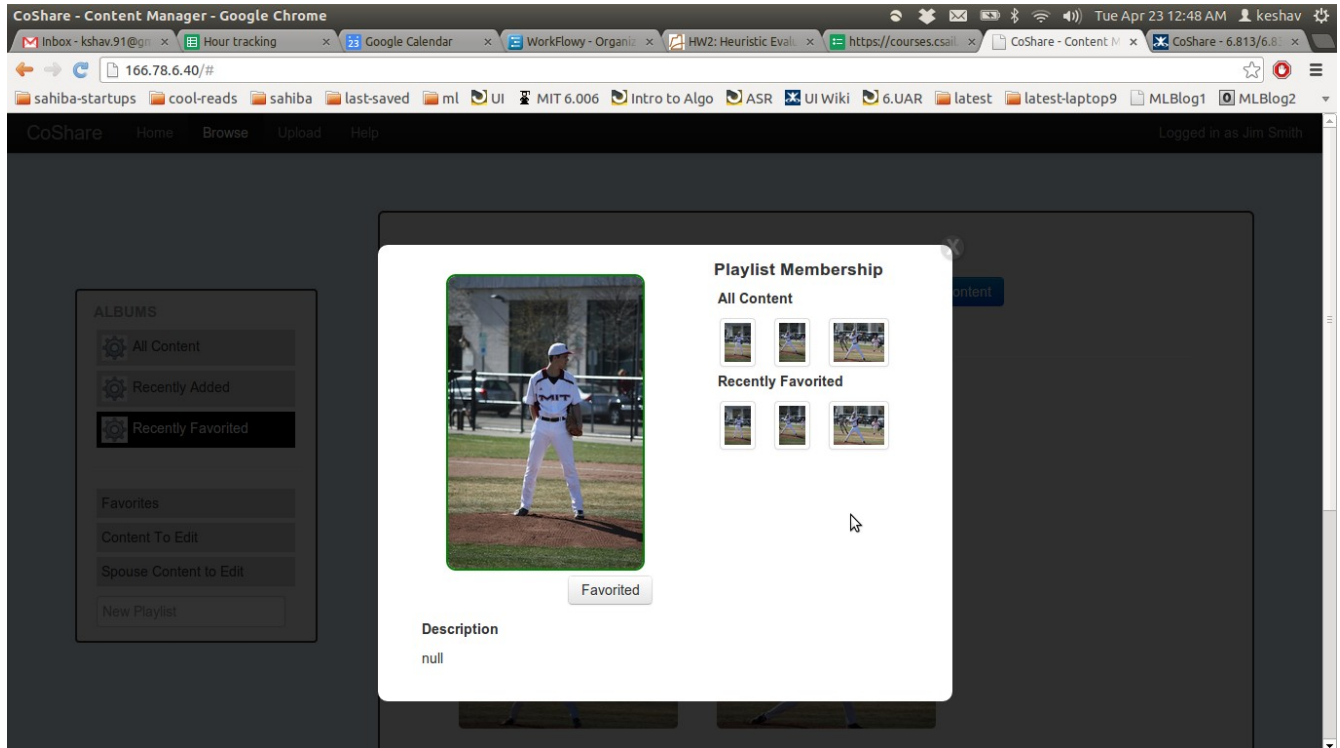 CoShare - Content Manager - Google Chrome
Tue Apr 23 12:48 AM keshav
Inbox - kshav.91@gm
Hour tracking
23 Google Calendar
WorkFlowy - Organiz
HW2: Heuristic Evalu
https://courses.csail.
CoShare - Content M
CoShare - 6.813/6.8
166.78.6.40/#
sahiba-startups cool-reads sahiba last-saved ml UI MIT 6.006 Intro to Algo ASR UI Wiki 6.UAR latest latest-laptop9 MLBlog1 MLBlog2
CoShare Home Browse Upload Help Logged in as Jim Smith
X
ontent
ALBUMS
All Content
Recently Added
Recently Favorited
Favorites
Content To Edit
Spouse Content to Edit
New Playlist
MIT
Favorited
Description
null
Playlist Membership
All Content
Recently Favorited